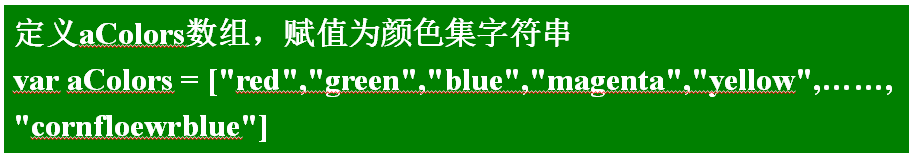 定义aColors数组，赋值为颜色集字符串
var aColors = ["red","green","blue","magenta","yellow",……,
"cornfloewrblue"]